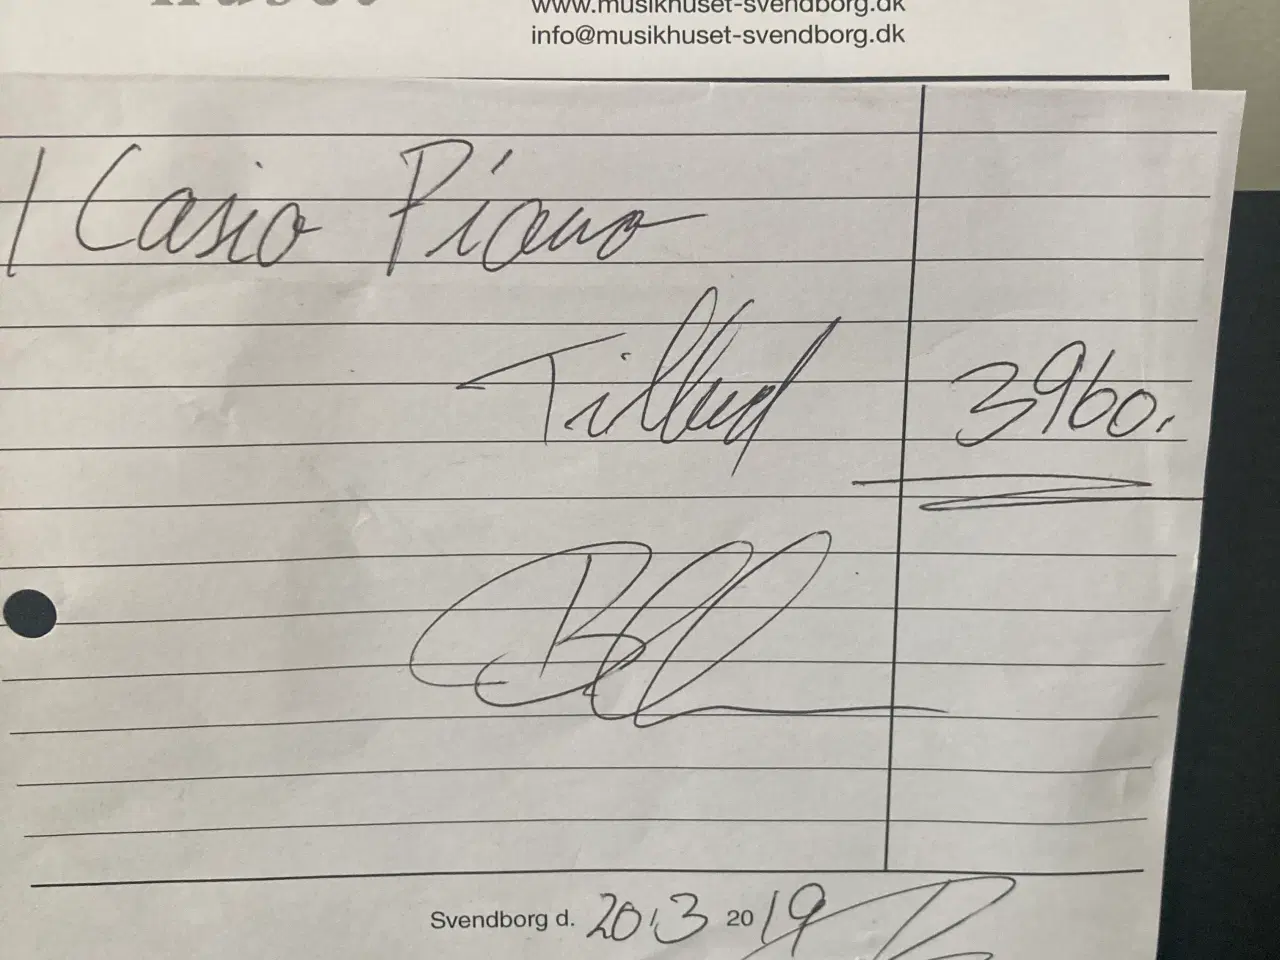 www.musikhuset-svendborg.dk
info@musikhuset-svendborg.dk
1 Casio Piano
Tilbud 3960.
Svendborg d. 20.3 2019